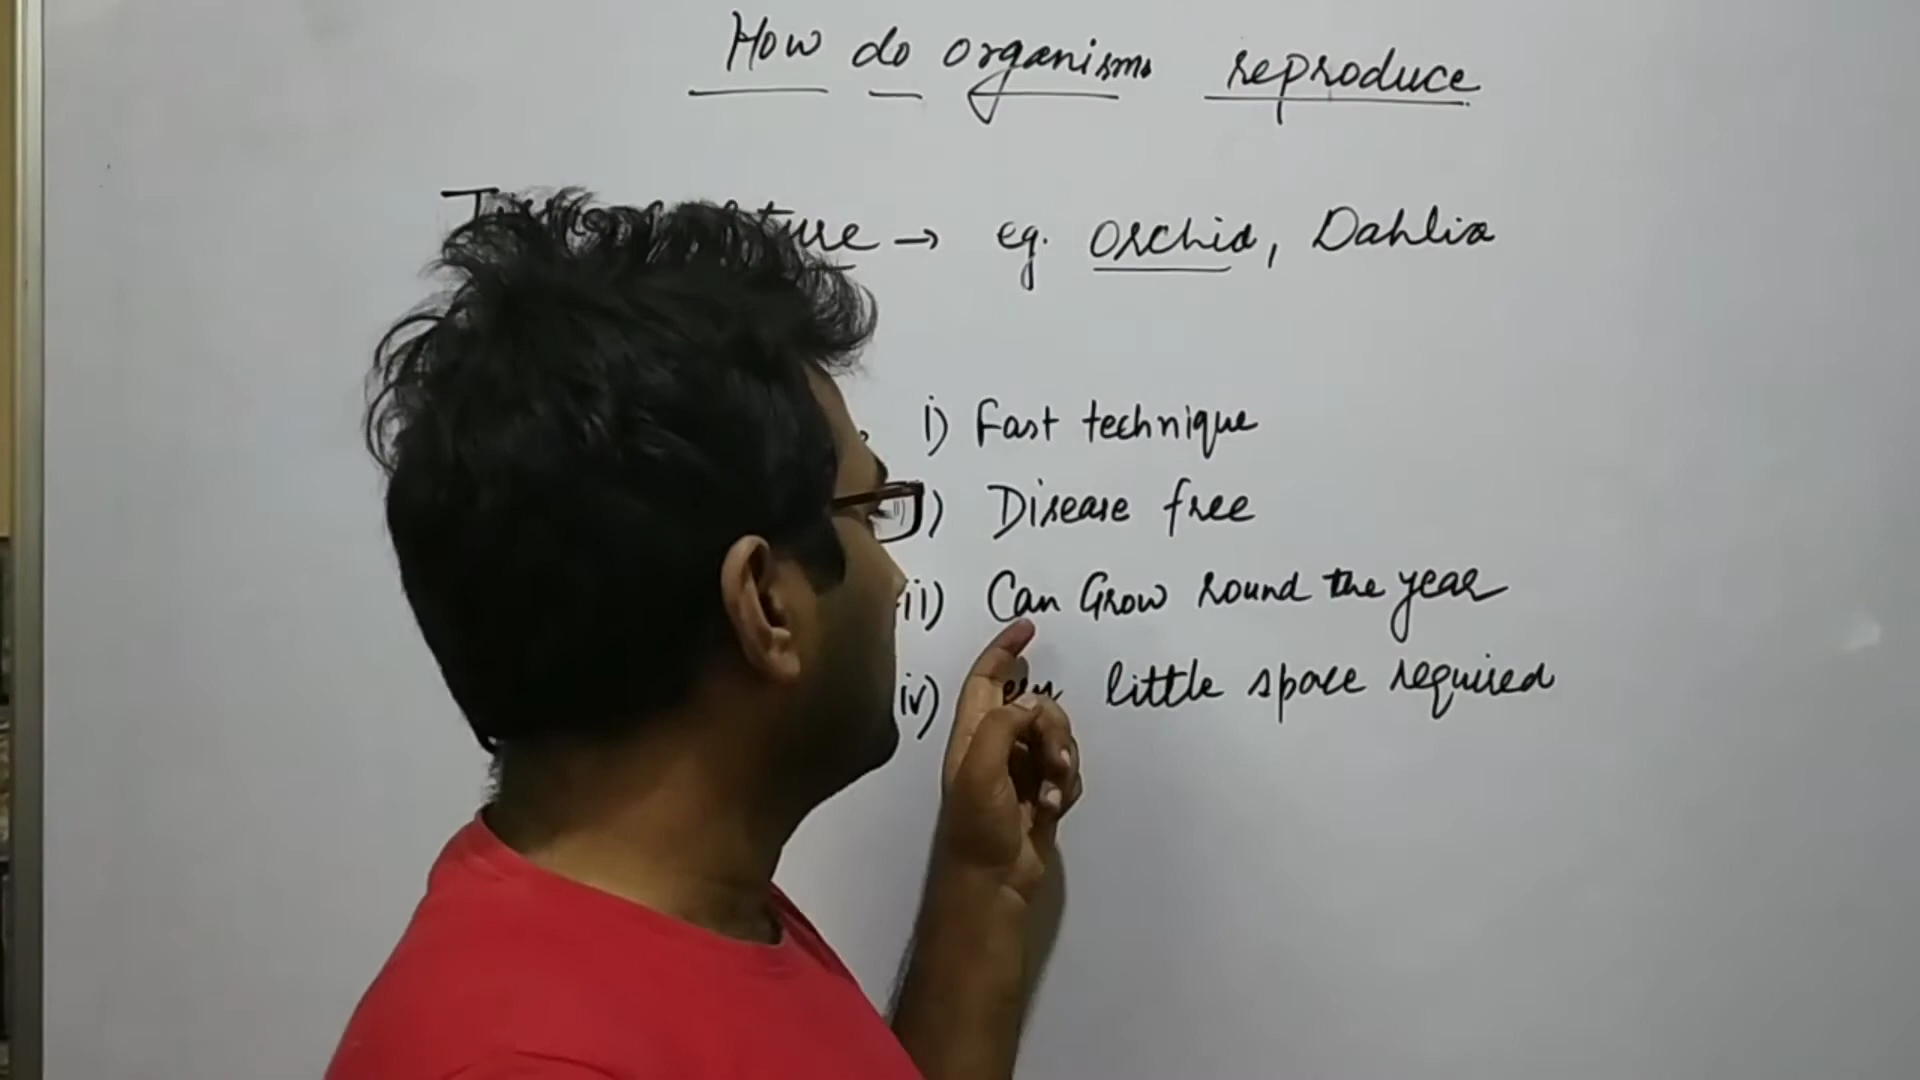 How do organisms reproduce
→ eg. Orchid, Dahlia
i) Fast technique
) Disease free
ii) Can Grow round the year
iv) little space required